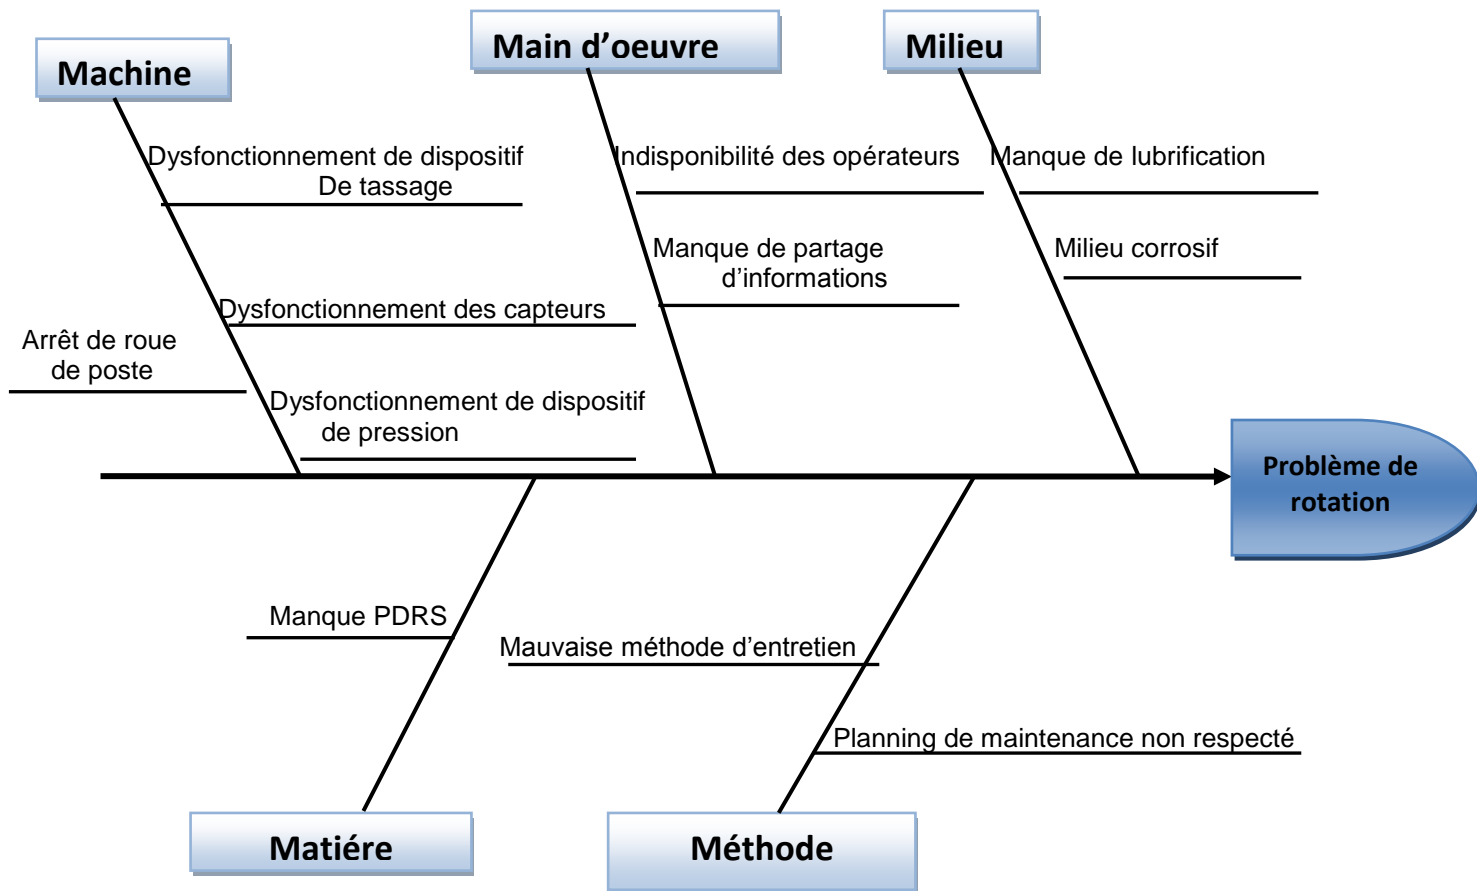 Machine
Main d’oeuvre
Milieu
Dysfonctionnement de dispositif
De tassage
Indisponibilité des opérateurs
Manque de lubrification
Manque de partage
d’informations
Milieu corrosif
Dysfonctionnement des capteurs
Arrêt de roue
de poste
Dysfonctionnement de dispositif
de pression
Problème de
rotation
Manque PDRS
Mauvaise méthode d’entretien
Planning de maintenance non respecté
Matiére
Méthode